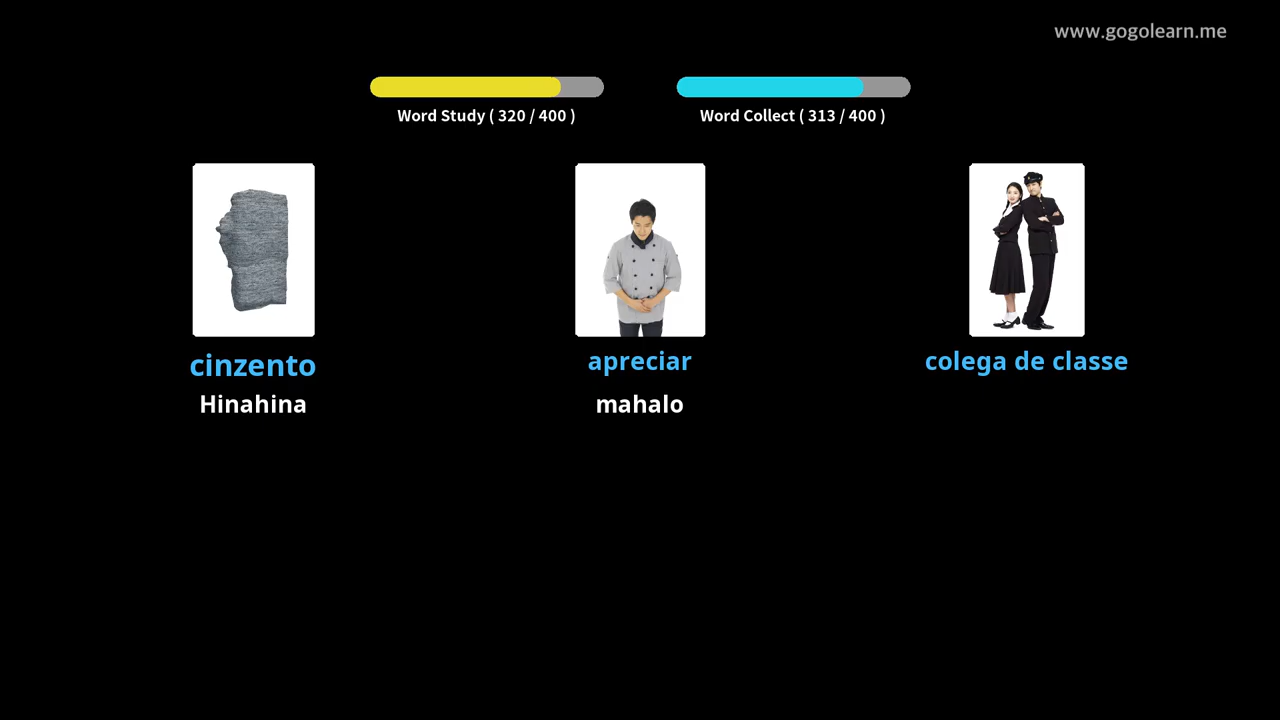 www.gogolearn.me
Word Study ( 320 / 400 )
Word Collect ( 313 / 400 )
cinzento
apreciar
colega de classe
Hinahina
mahalo